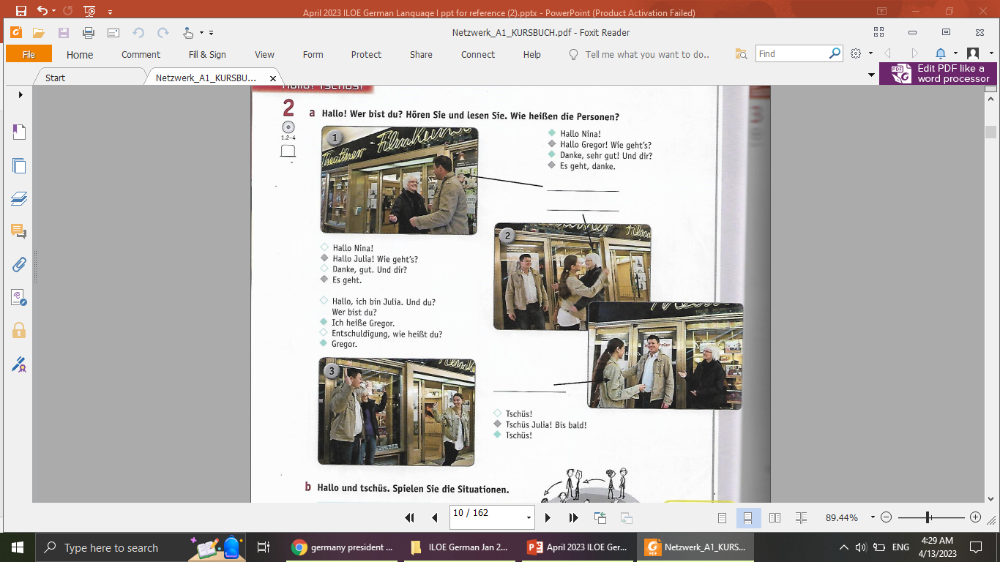 April 2023 ILOE German Language I ppt for reference (2).pptx - PowerPoint (Product Activation Failed)
Netzwerk_A1_KURSBUCH.pdf - Foxit Reader
File Home Comment Fill & Sign View Form Protect Share Connect Help Tell me what you want to do.. Find
Start Netzwerk_A1_KURSBU... Edit PDF like a
word processor
Hallo! Tschüs!
2 a Hallo! Wer bist du? Hören Sie und lesen Sie. Wie heißen die Personen?
1.2-4
1
Theatiner Filmkunst
Hallo Nina!
Hallo Gregor! Wie geht's?
Danke, sehr gut! Und dir?
Es geht, danke.
2
Hallo Nina!
Hallo Julia! Wie geht's?
Danke, gut. Und dir?
Es geht.
Hallo, ich bin Julia. Und du?
Wer bist du?
Ich heiße Gregor.
Entschuldigung, wie heißt du?
Gregor.
3
Tschüs!
Tschüs Julia! Bis bald!
Tschüs!
b Hallo und tschüs. Spielen Sie die Situationen.
10 / 162
89.44%
Type here to search
germany president ...
ILOE German Jan 2...
April 2023 ILOE Ger...
Netzwerk_A1_KURS...
ENG
4:29 AM
4/13/2023